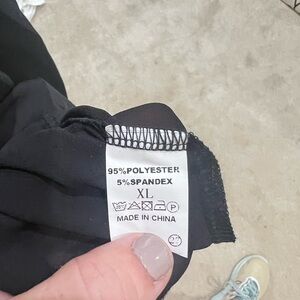 95%POLYESTER
5%SPANDEX
XL
MADE IN CHINA